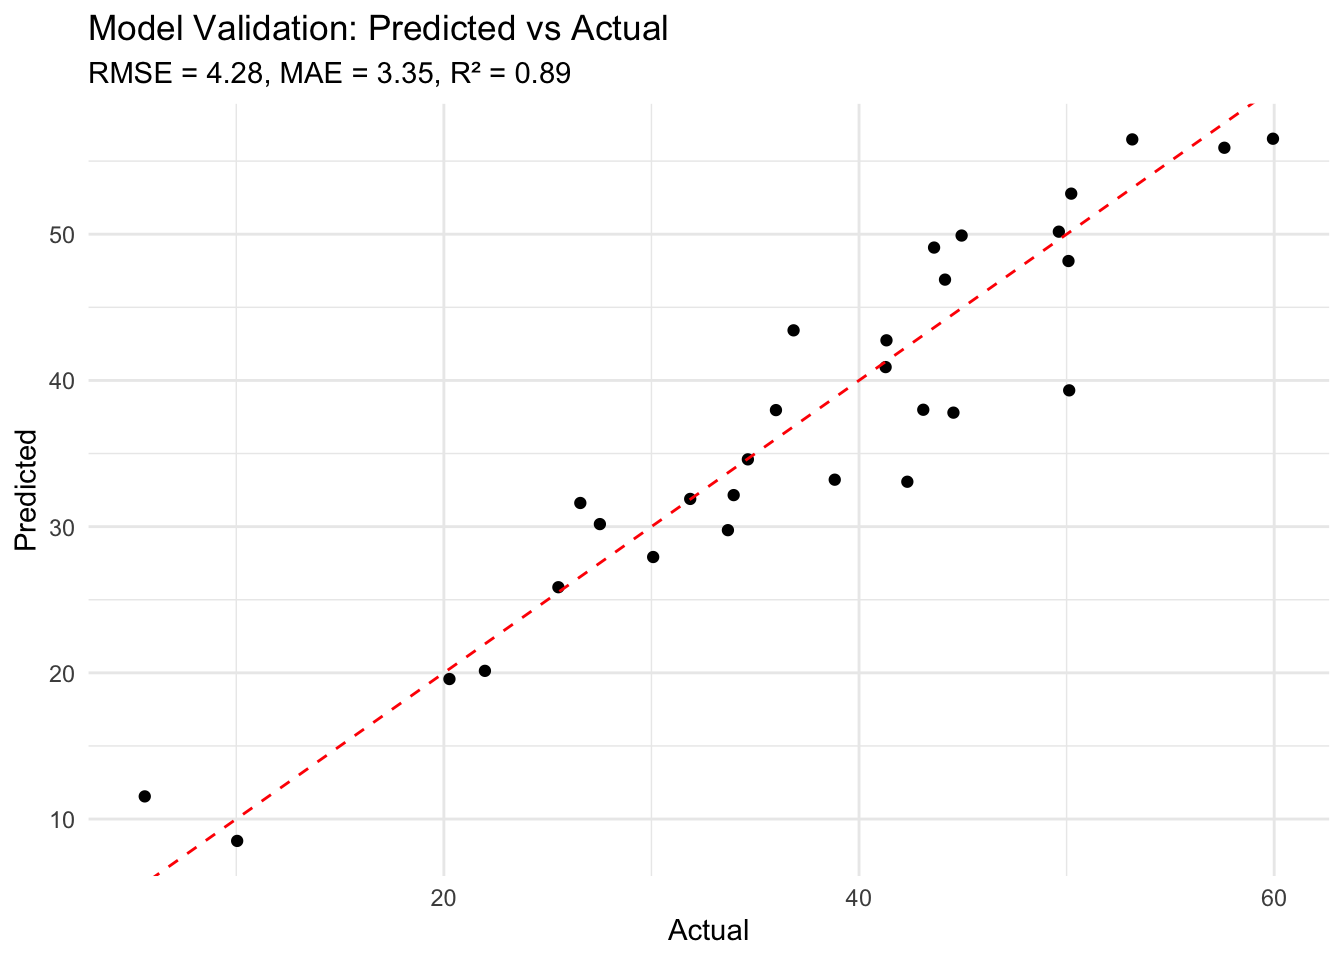 Model Validation: Predicted vs Actual
RMSE = 4.28, MAE = 3.35, R² = 0.89
50
40
30
20
10
Predicted
20
40
60
Actual